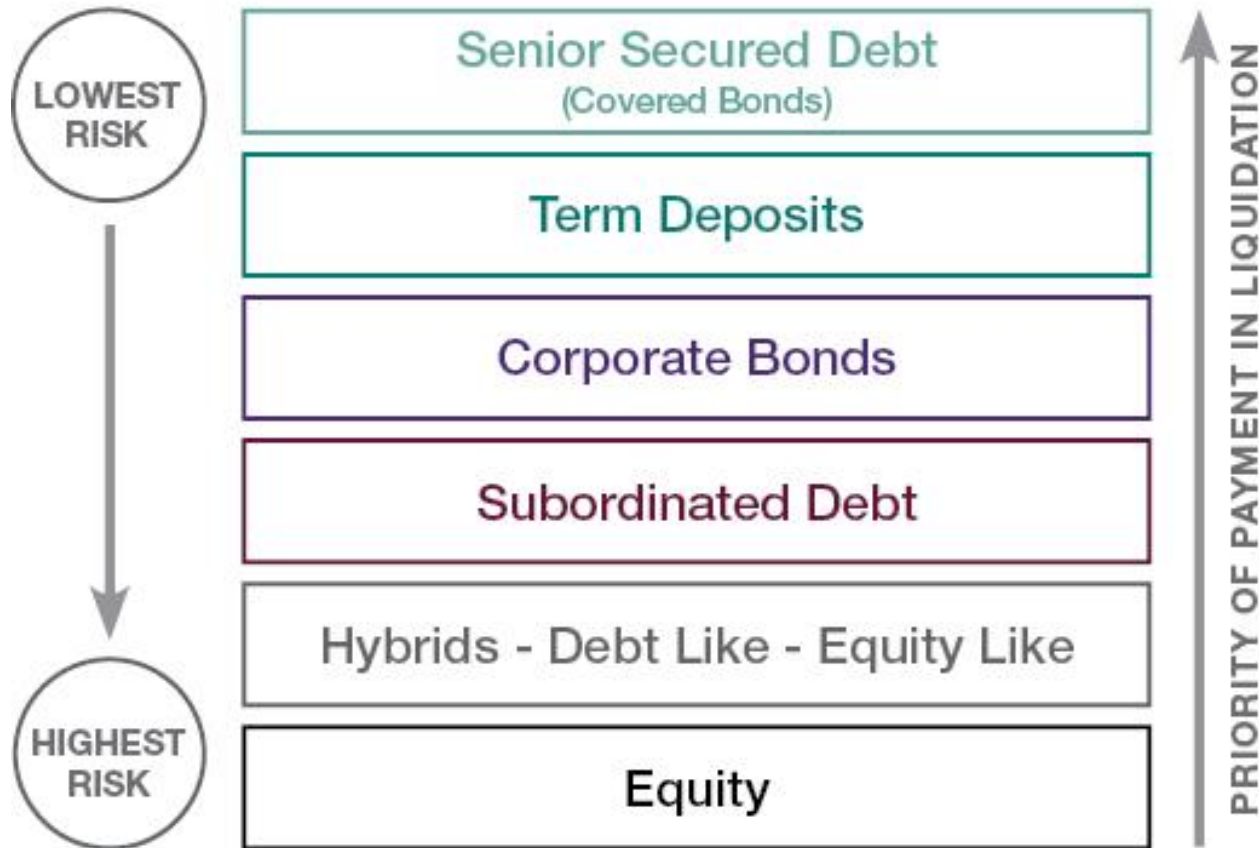 LOWEST
RISK
Senior Secured Debt
(Covered Bonds)
Term Deposits
Corporate Bonds
Subordinated Debt
Hybrids - Debt Like - Equity Like
HIGHEST
RISK
Equity
PRIORITY OF PAYMENT IN LIQUIDATION